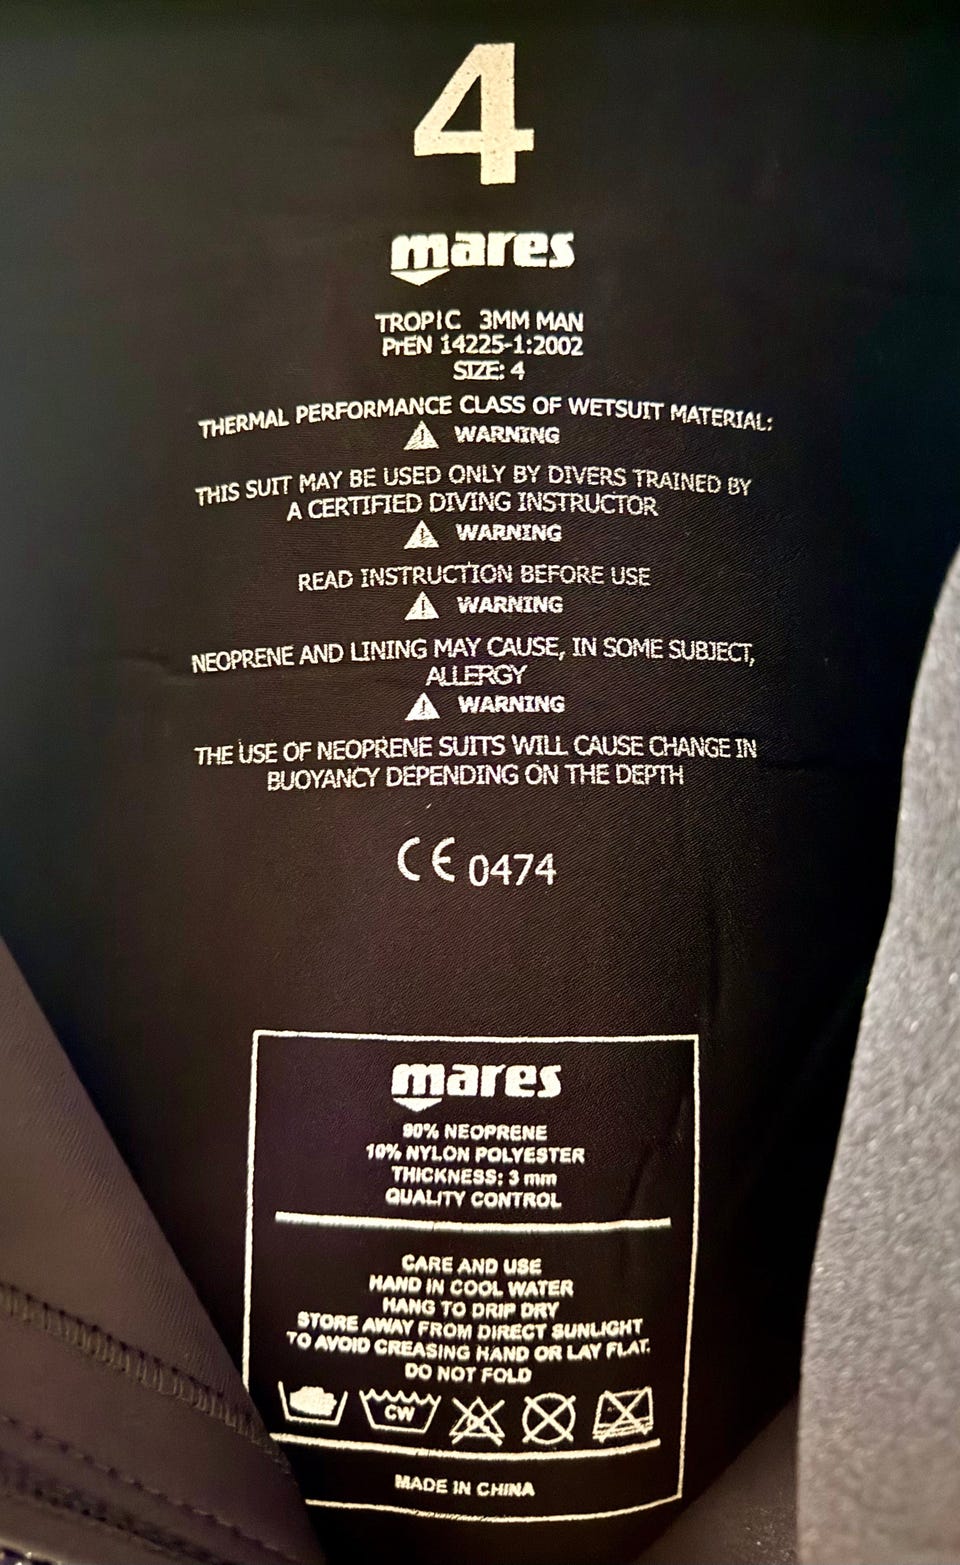 4
mares
TROPIC 3MM MAN
PrEN 14225-1:2002
SIZE: 4
THERMAL PERFORMANCE CLASS OF WETSUIT MATERIAL:
WARNING
THIS SUIT MAY BE USED ONLY BY DIVERS TRAINED BY
A CERTIFIED DIVING INSTRUCTOR
WARNING
READ INSTRUCTION BEFORE USE
WARNING
NEOPRENE AND LINING MAY CAUSE, IN SOME SUBJECT,
ALLERGY
WARNING
THE USE OF NEOPRENE SUITS WILL CAUSE CHANGE IN
BUOYANCY DEPENDING ON THE DEPTH
CE 0474
mares
90% NEOPRENE
10% NYLON POLYESTER
THICKNESS: 3 mm
QUALITY CONTROL
CARE AND USE
HAND IN COOL WATER
HANG TO DRIP DRY
STORE AWAY FROM DIRECT SUNLIGHT
TO AVOID CREASING HAND OR LAY FLAT.
DO NOT FOLD
CW
MADE IN CHINA